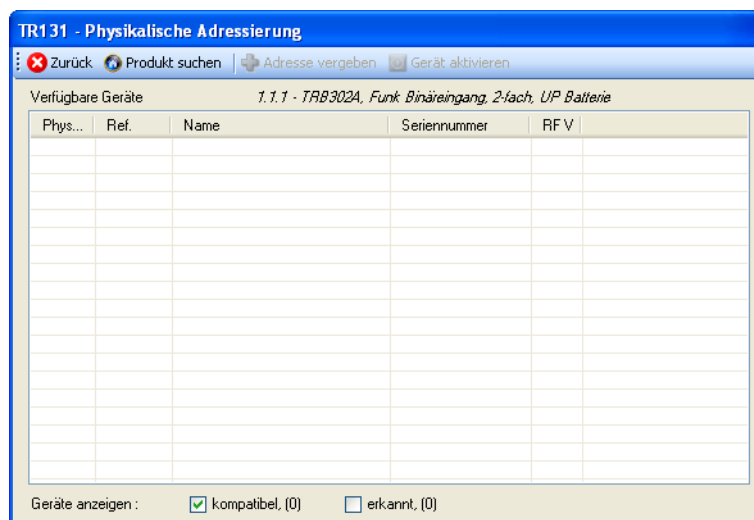 TR131 - Physikalische Adressierung
Zurück Produkt suchen Adresse vergeben Gerät aktivieren
Verfügbare Geräte 1.1.1 - TRB302A, Funk Binäreingang, 2-fach, UP Batterie
Phys... Ref. Name Seriennummer RF V
Geräte anzeigen : kompatibel, (0) erkannt, (0)